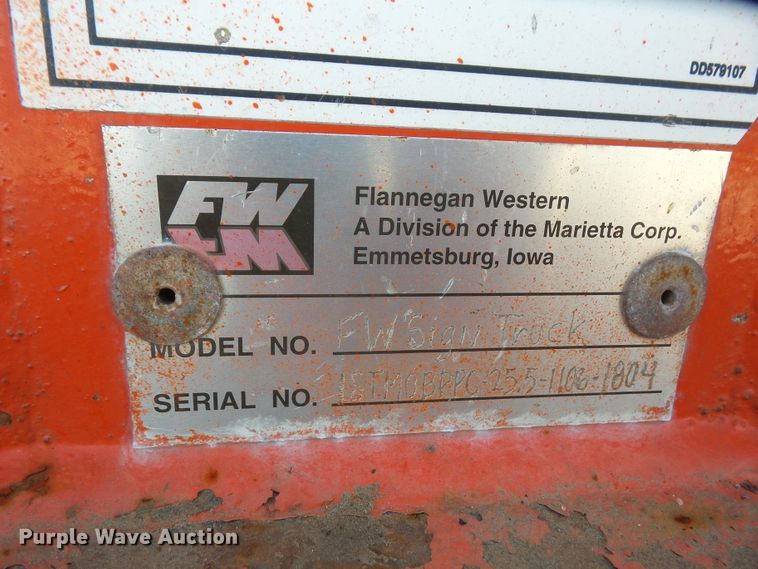 DD579107
FW
Flannegan Western
A Division of the Marietta Corp.
Emmetsburg, Iowa
MODEL NO. FW Sign Truck
SERIAL NO.
Purple Wave Auction